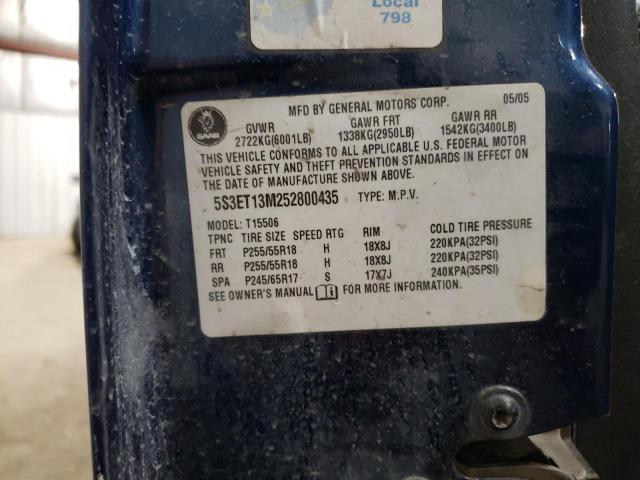 Local
798
MFD BY GENERAL MOTORS CORP. 05/05
SAAB
GVWR GAWR FRT GAWR RR
2722KG(6001LB) 1338KG(2950LB) 1542KG(3400LB)
THIS VEHICLE CONFORMS TO ALL APPLICABLE U.S. FEDERAL MOTOR
VEHICLE SAFETY AND THEFT PREVENTION STANDARDS IN EFFECT ON
THE DATE OF MANUFACTURE SHOWN ABOVE.
5S3ET13M252800435 TYPE: M.P.V.
MODEL: T15506
TPNC TIRE SIZE SPEED RTG RIM COLD TIRE PRESSURE
FRT P255/55R18 H 18X8J 220KPA(32PSI)
RR P255/55R18 H 18X8J 220KPA(32PSI)
SPA P245/65R17 S 17X7J 240KPA(35PSI)
SEE OWNER'S MANUAL FOR MORE INFORMATION.